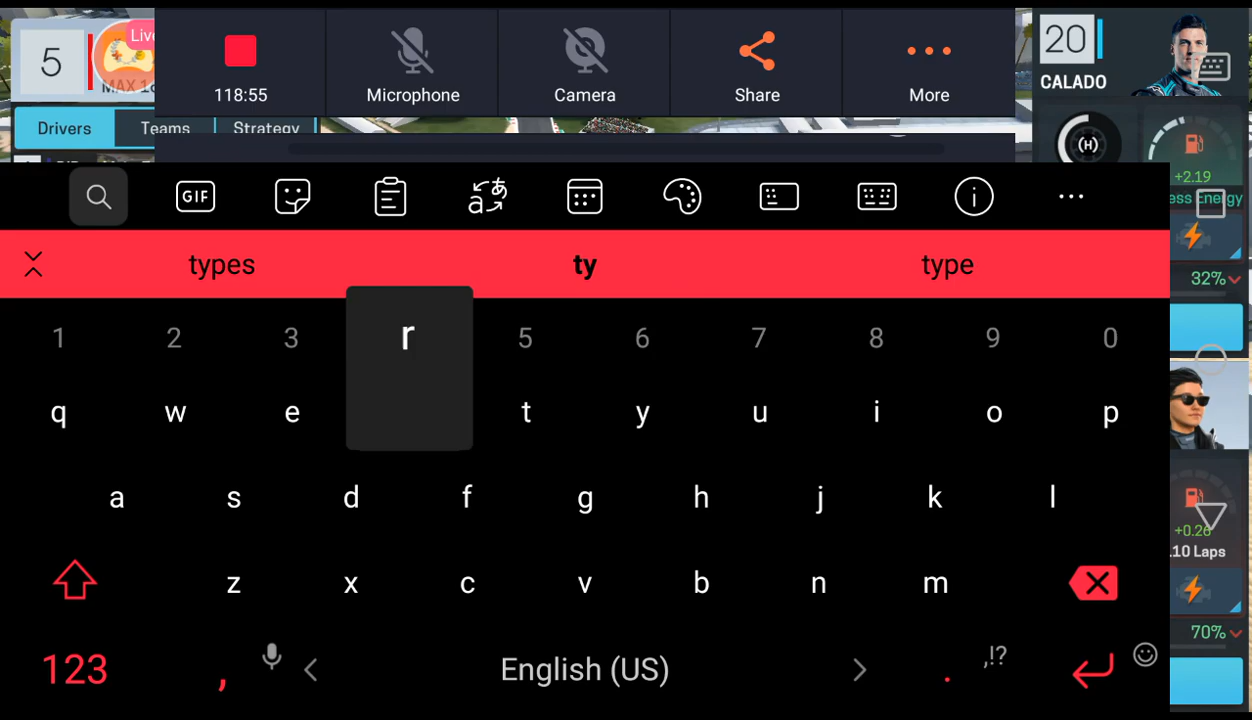 5
Live
20
CALADO
118:55
Microphone
Camera
Share
More
Drivers
Teams
Strategy
(H)
+2.19
GIF
types
ty
type
32%
1 2 3 r 5 6 7 8 9 0
q w e t y u i o p
a s d f g h j k l
+0.26
.10 Laps
z x c v b n m
70%
123 , < English (US) > . ,!?